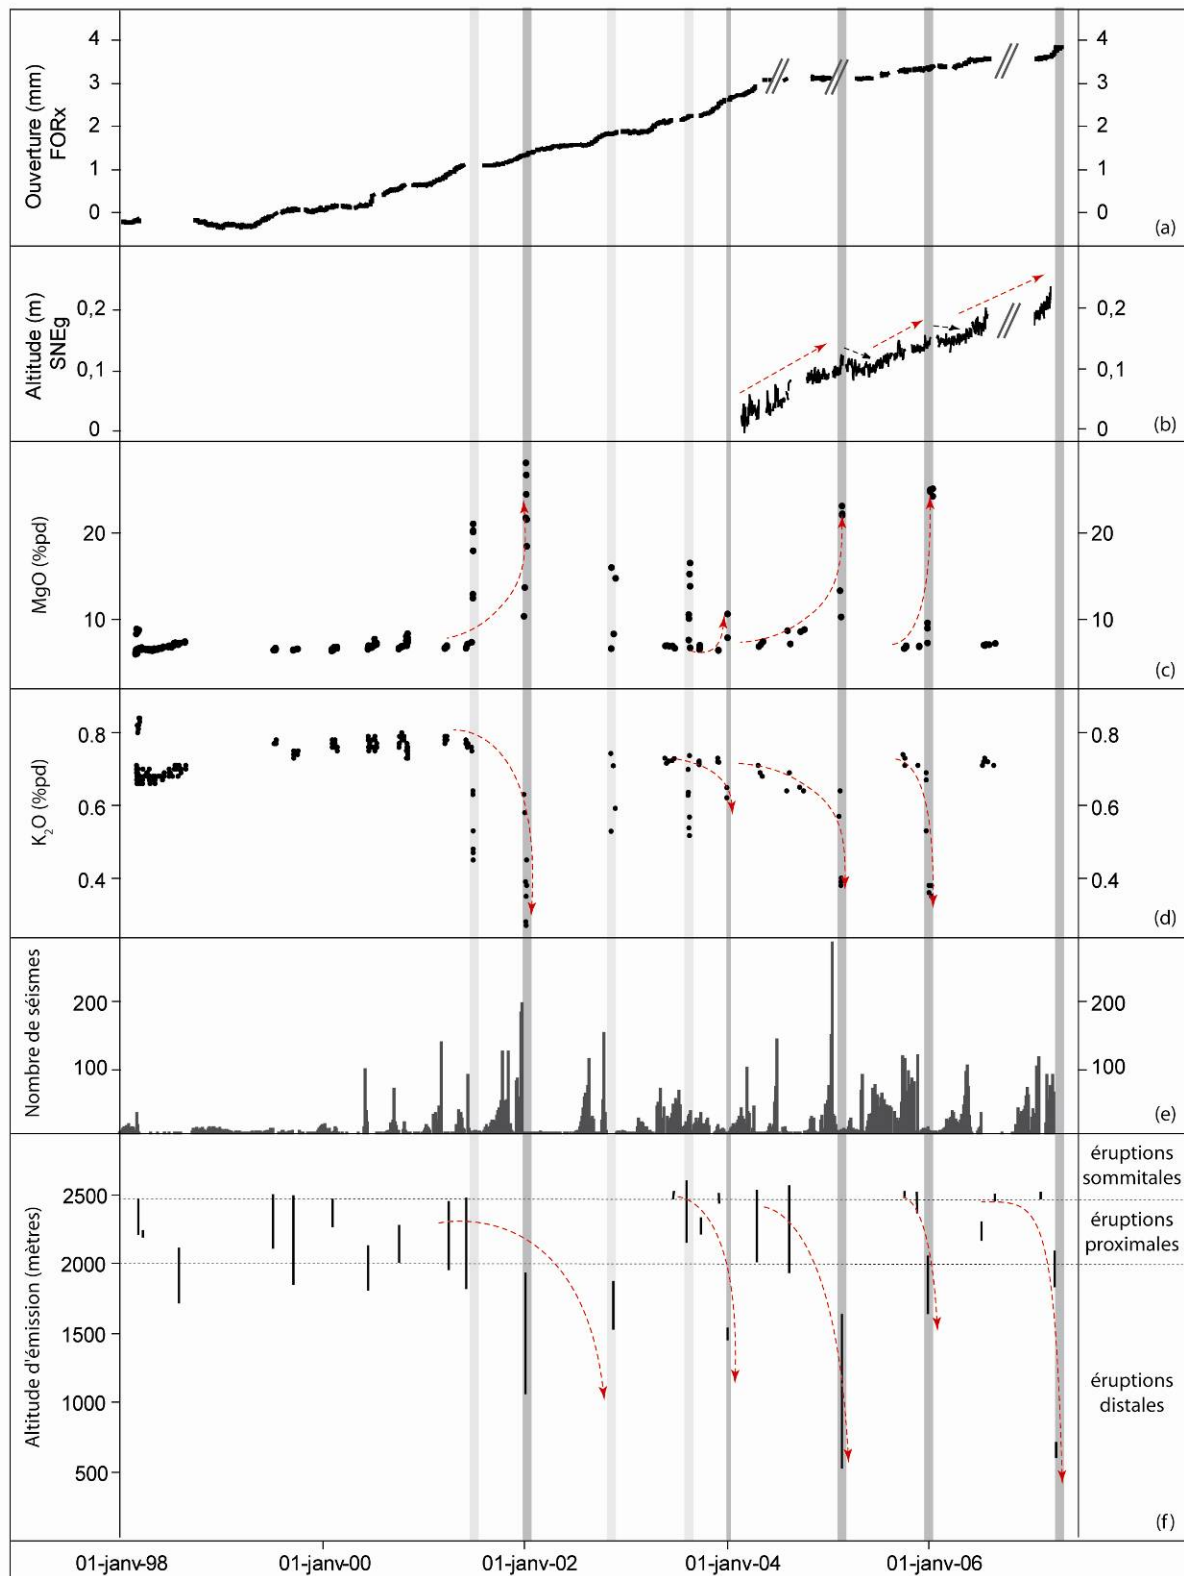 Ouverture (mm)
FORx
4
3
2
1
0
4
3
2
1
0
(a)
Altitude (m)
SNEg
0,2
0,1
0
0,2
0,1
0
(b)
MgO (%pd)
20
10
20
10
(c)
K2O (%pd)
0.8
0.6
0.4
0.8
0.6
0.4
(d)
Nombre de séismes
200
100
200
100
(e)
Altitude d'émission (mètres)
2500
2000
1500
1000
500
éruptions
sommitales
éruptions
proximales
éruptions
distales
(f)
01-janv-98
01-janv-00
01-janv-02
01-janv-04
01-janv-06